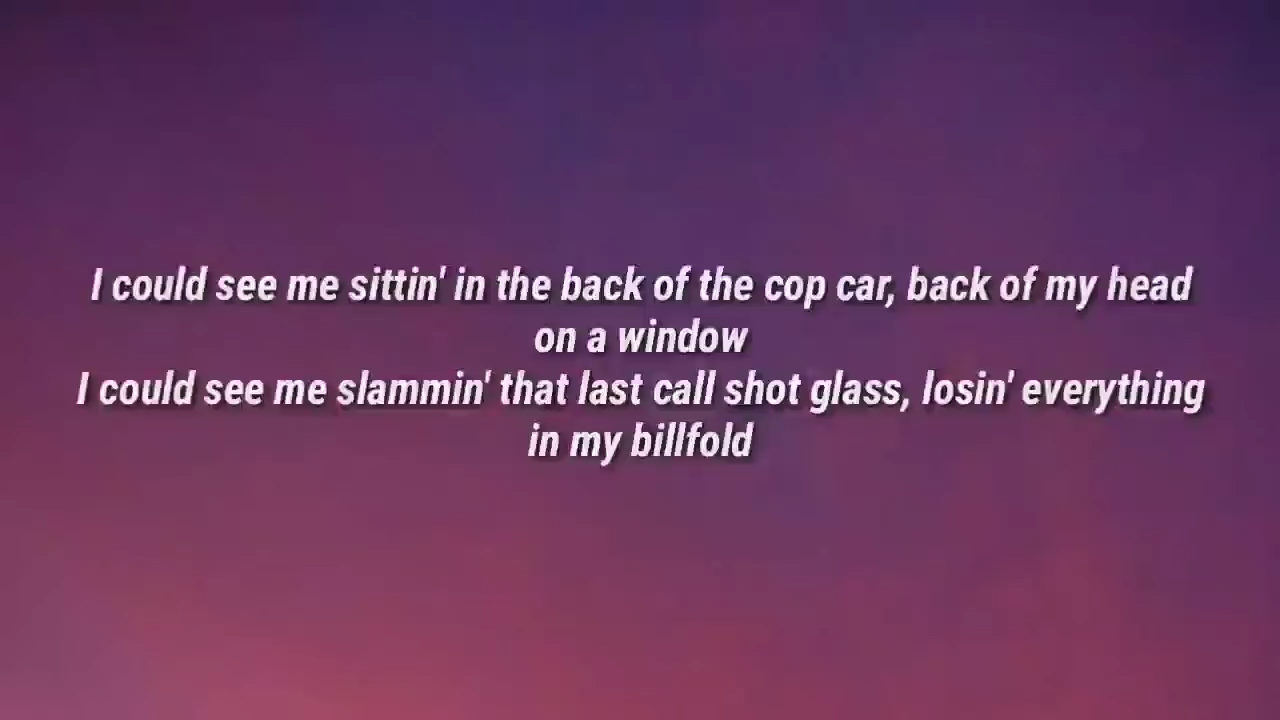 I could see me sittin' in the back of the cop car, back of my head
on a window
I could see me slammin' that last call shot glass, losin' everything
in my billfold